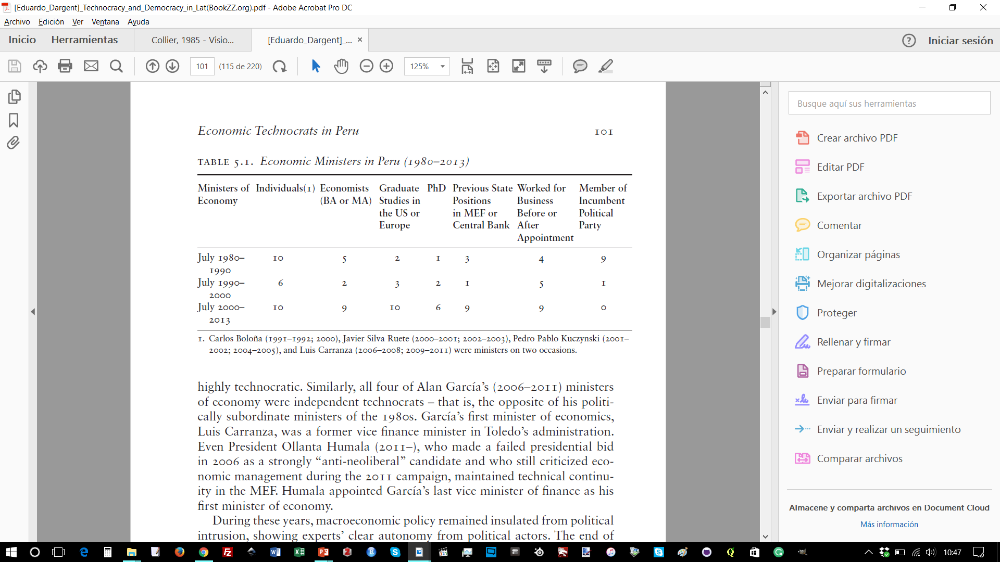 [Eduardo_Dargent]_Technocracy_and_Democracy_in_Lat(BookZZ.org).pdf - Adobe Acrobat Pro DC
Archivo Edición Ver Ventana Ayuda
Inicio Herramientas Collier, 1985 - Visio... [Eduardo_Dargent]_... × Iniciar sesión
101 (115 de 220) 125%
Economic Technocrats in Peru 101
TABLE 5.1. Economic Ministers in Peru (1980–2013)
Ministers of Individuals(1) Economists Graduate PhD Previous State Worked for Member of
Economy (BA or MA) Studies in Positions Business Incumbent
the US or in MEF or Before or Political
Europe Central Bank After Party
Appointment
July 1980– 10 5 2 1 3 4 9
1990
July 1990– 6 2 3 2 1 5 1
2000
July 2000– 10 9 10 6 9 9 0
2013
1. Carlos Boloña (1991–1992; 2000), Javier Silva Ruete (2000–2001; 2002–2003), Pedro Pablo Kuczynski (2001–
2002; 2004–2005), and Luis Carranza (2006–2008; 2009–2011) were ministers on two occasions.
highly technocratic. Similarly, all four of Alan García's (2006–2011) ministers
of economy were independent technocrats – that is, the opposite of his politi-
cally subordinate ministers of the 1980s. García's first minister of economics,
Luis Carranza, was a former vice finance minister in Toledo's administration.
Even President Ollanta Humala (2011–), who made a failed presidential bid
in 2006 as a strongly “anti-neoliberal” candidate and who still criticized eco-
nomic management during the 2011 campaign, maintained technical continu-
ity in the MEF. Humala appointed García's last vice minister of finance as his
first minister of economy.
During these years, macroeconomic policy remained insulated from political
intrusion, showing experts' clear autonomy from political actors. The end of
Busque aquí sus herramientas
Crear archivo PDF
Editar PDF
Exportar archivo PDF
Comentar
Organizar páginas
Mejorar digitalizaciones
Proteger
Rellenar y firmar
Preparar formulario
Enviar para firmar
Enviar y realizar un seguimiento
Comparar archivos
Almacene y comparta archivos en Document Cloud
Más información
10:47